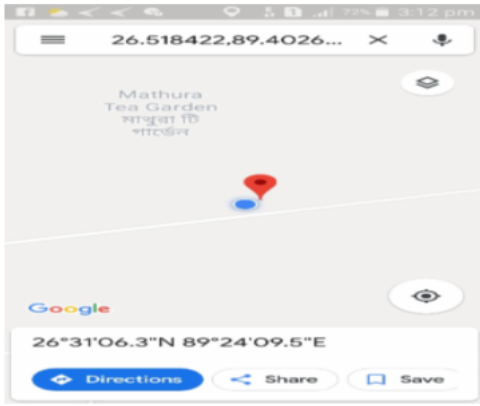 72% 3:12 pm
26.518422,89.4026...
Mathura
Tea Garden
মাথুরা টি
গার্ডেন
Google
26°31'06.3"N 89°24'09.5"E
Directions Share Save